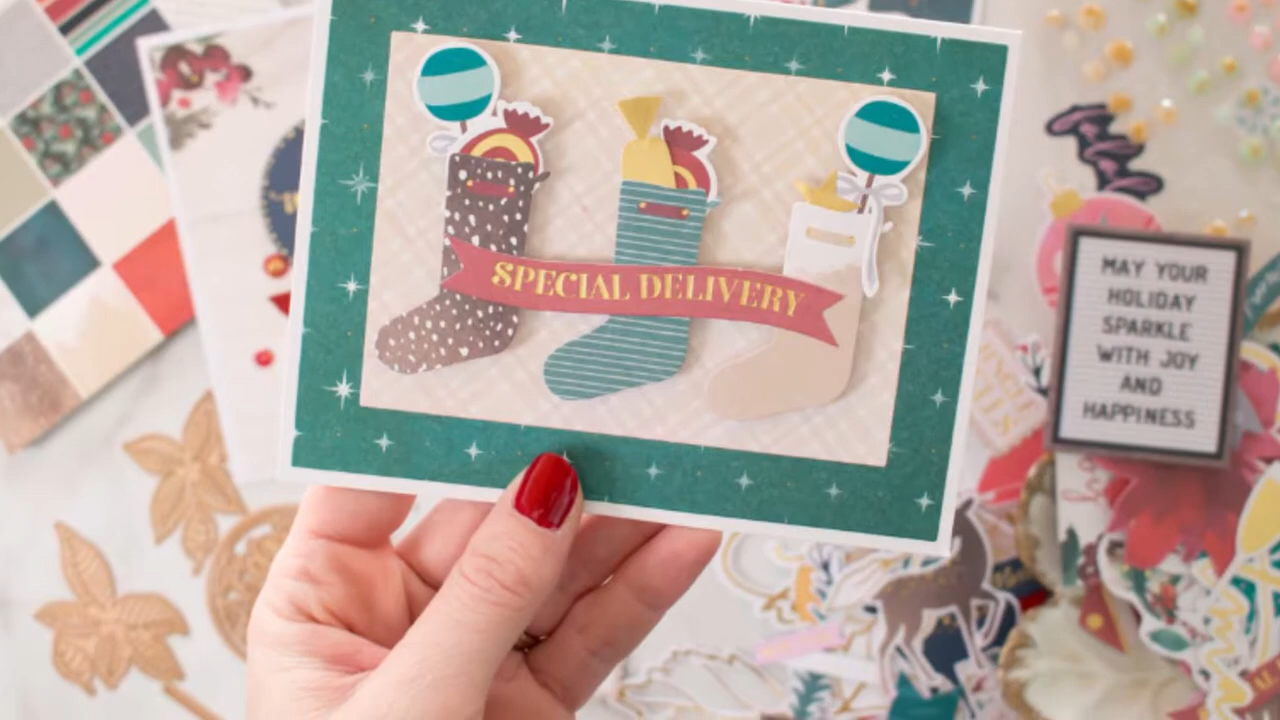 SPECIAL DELIVERY
MAY YOUR
HOLIDAY
SPARKLE
WITH JOY
AND
HAPPINESS